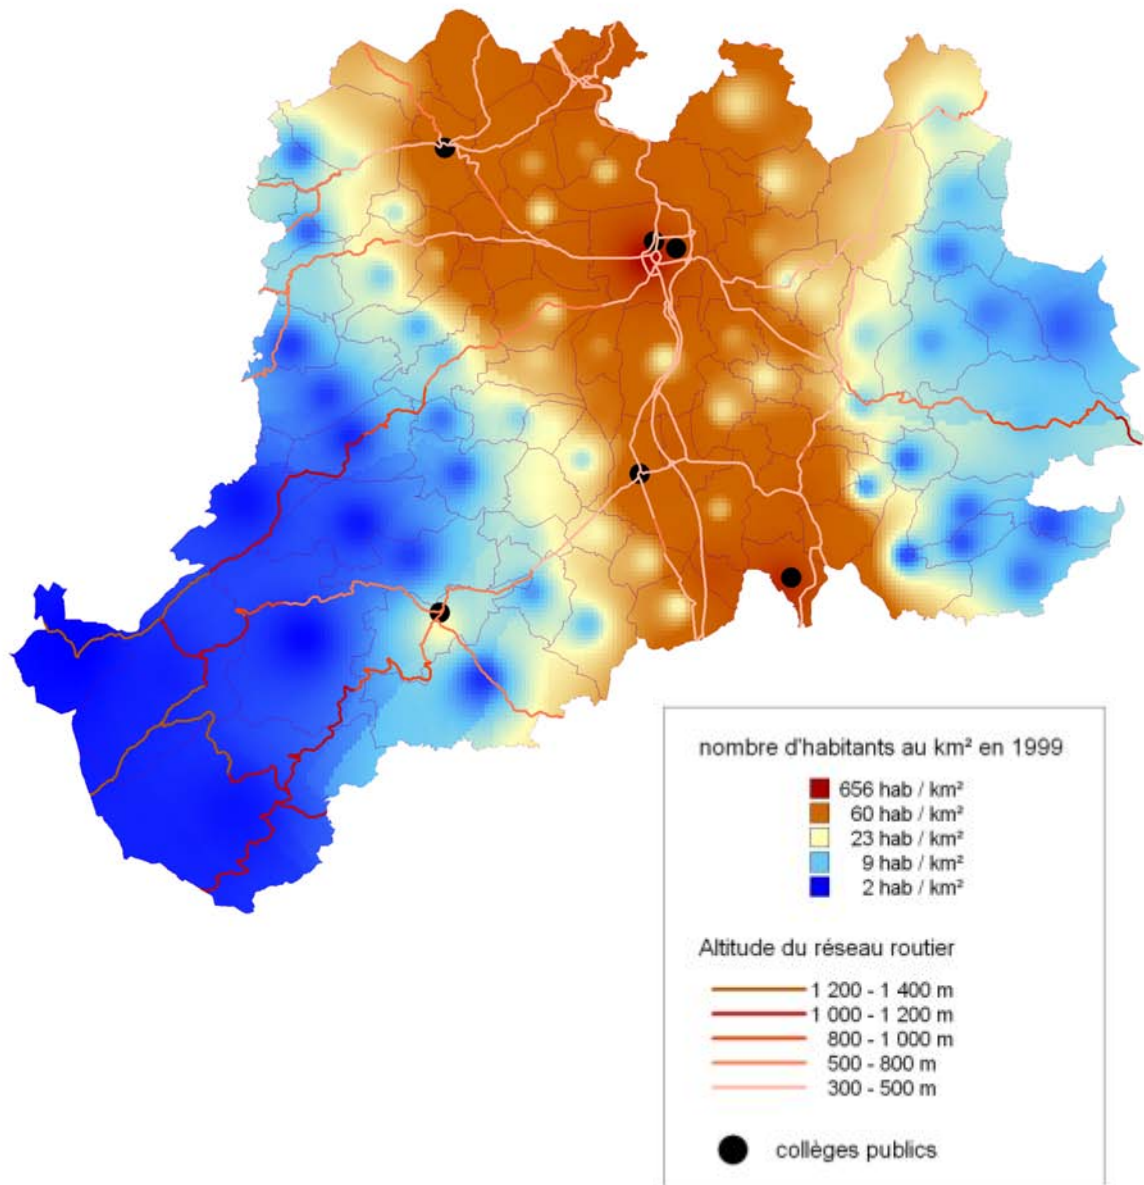 nombre d'habitants au km² en 1999
656 hab / km²
60 hab / km²
23 hab / km²
9 hab / km²
2 hab / km²
Altitude du réseau routier
1 200 - 1 400 m
1 000 - 1 200 m
800 - 1 000 m
500 - 800 m
300 - 500 m
collèges publics